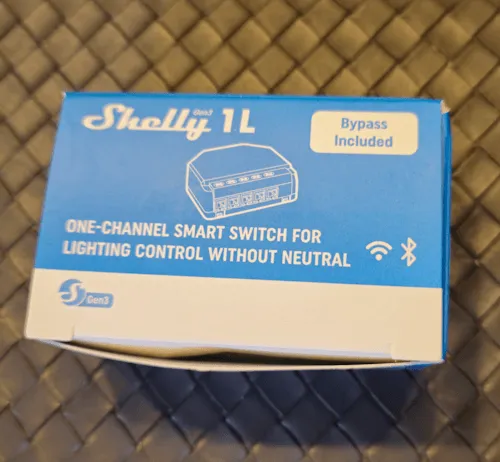 Shelly Gen3 1L
Bypass
Included
ONE-CHANNEL SMART SWITCH FOR
LIGHTING CONTROL WITHOUT NEUTRAL
S Gen3